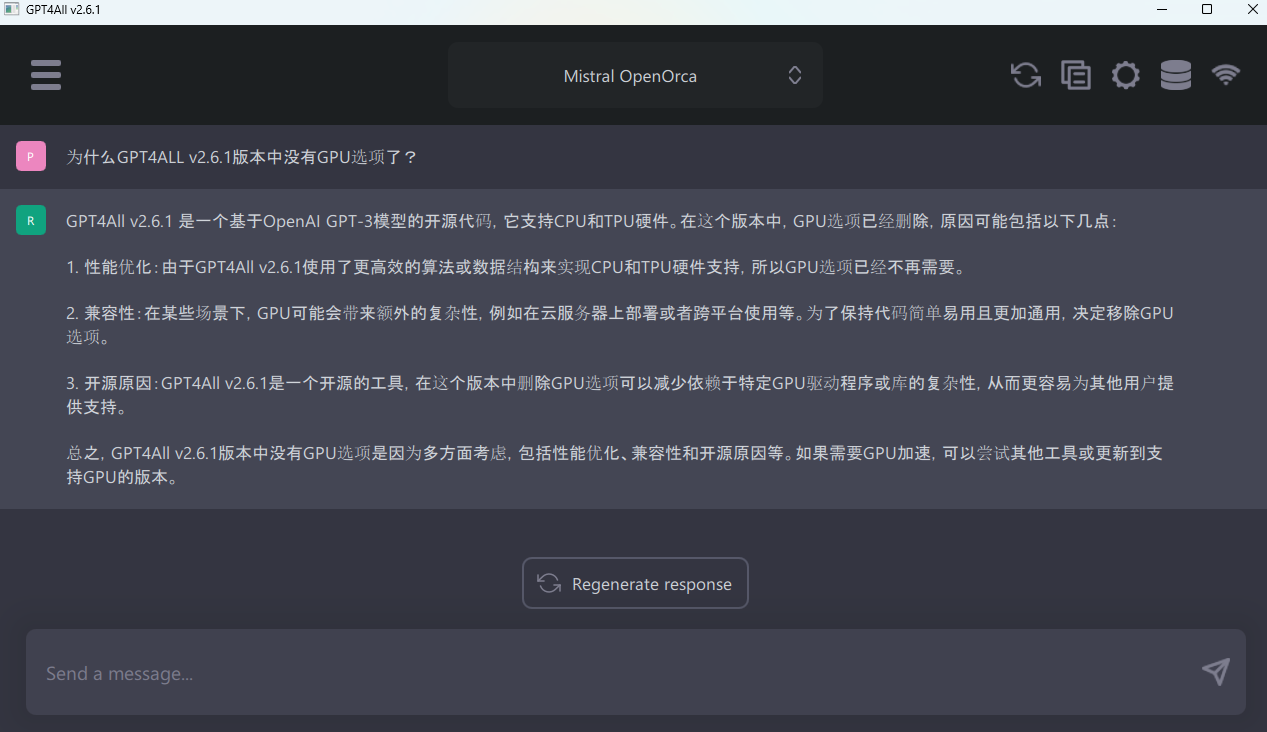 GPT4All v2.6.1
Mistral OpenOrca
P
为什么GPT4ALL v2.6.1版本中没有GPU选项了？
R
GPT4All v2.6.1 是一个基于OpenAI GPT-3模型的开源代码，它支持CPU和TPU硬件。在这个版本中，GPU选项已经删除，原因可能包括以下几点：
1. 性能优化：由于GPT4All v2.6.1使用了更高效的算法或数据结构来实现CPU和TPU硬件支持，所以GPU选项已经不再需要。
2. 兼容性：在某些场景下，GPU可能会带来额外的复杂性，例如在云服务器上部署或者跨平台使用等。为了保持代码简单易用且更加通用，决定移除GPU
选项。
3. 开源原因：GPT4All v2.6.1是一个开源的工具，在这个版本中删除GPU选项可以减少依赖于特定GPU驱动程序或库的复杂性，从而更容易为其他用户提
供支持。
总之，GPT4All v2.6.1版本中没有GPU选项是因为多方面考虑，包括性能优化、兼容性和开源原因等。如果需要GPU加速，可以尝试其他工具或更新到支
持GPU的版本。
Regenerate response
Send a message...